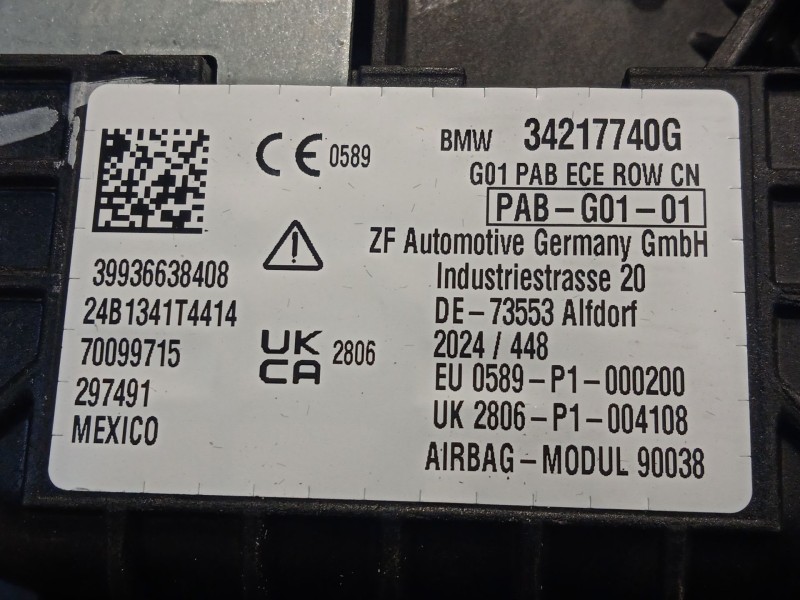 CE 0589
BMW 34217740G
G01 PAB ECE ROW CN
PAB-G01-01
ZF Automotive Germany GmbH
39936638408
Industriestrasse 20
24B1341T4414
DE-73553 Alfdorf
70099715
UK CA 2806
2024/448
297491
EU 0589-P1-000200
MEXICO
UK 2806-P1-004108
AIRBAG-MODUL 90038